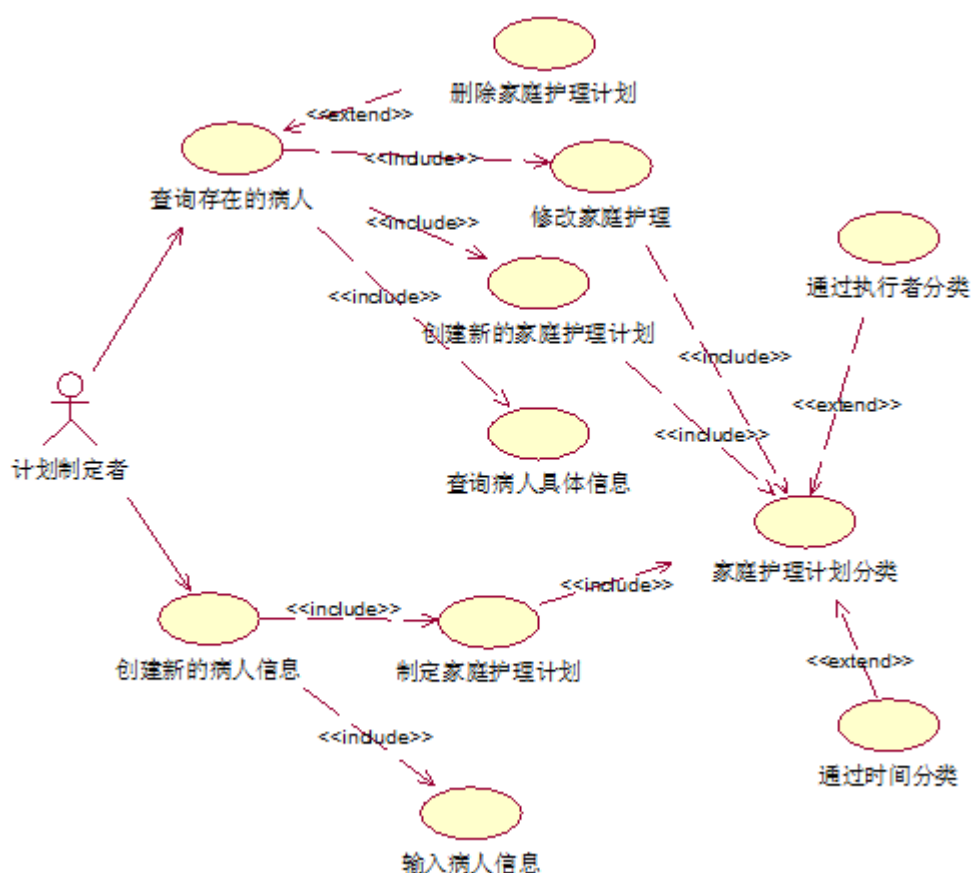 删除家庭护理计划
<<extend>>
<<include>>
查询存在的病人
修改家庭护理
<<include>>
通过执行者分类
<<include>>
创建新的家庭护理计划
<<include>>
<<extend>>
<<include>>
计划制定者
查询病人具体信息
家庭护理计划分类
<<include>>
<<include>>
创建新的病人信息
制定家庭护理计划
<<extend>>
<<include>>
通过时间分类
输入病人信息